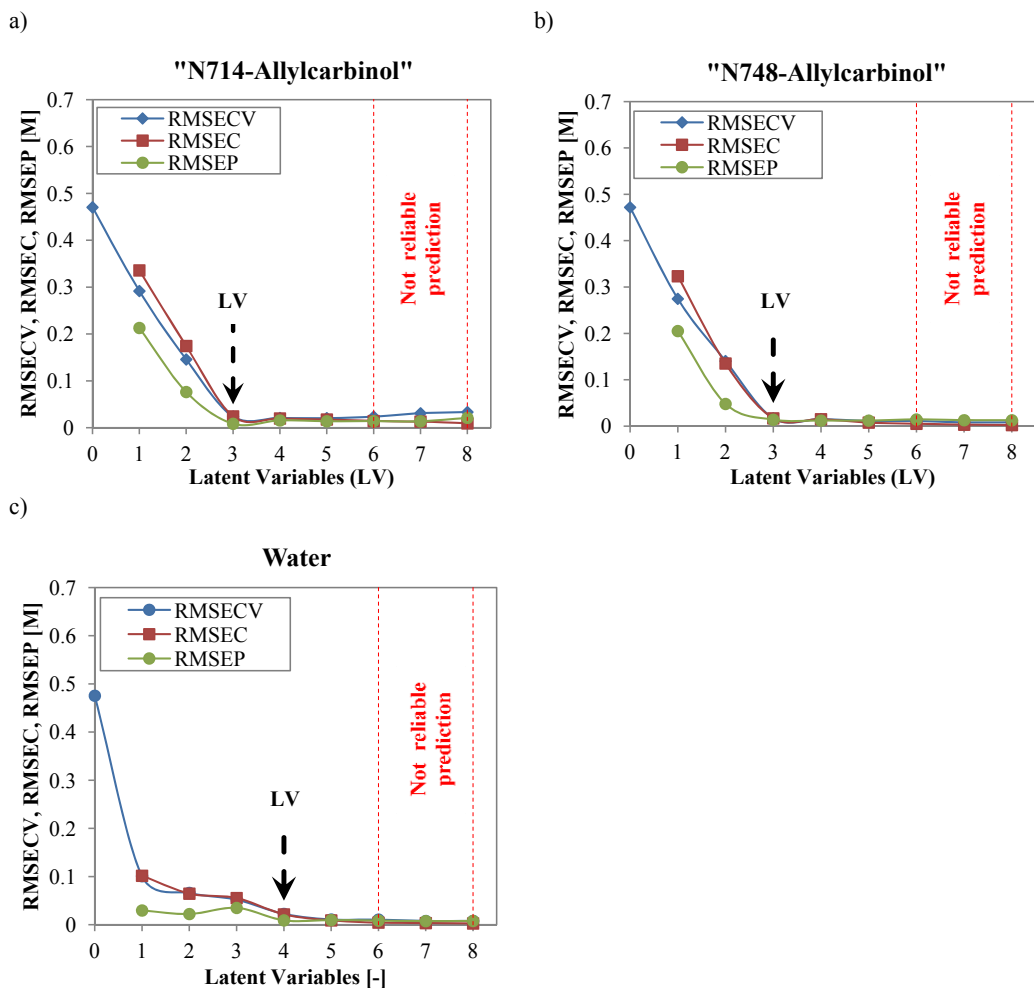 a)
"N714-Allylcarbinol"
RMSECV, RMSEC, RMSEP [M]
0.7
0.6
0.5
0.4
0.3
0.2
0.1
0
RMSECV
RMSEC
RMSEP
LV
Not reliable
prediction
0 1 2 3 4 5 6 7 8
Latent Variables (LV)
b)
"N748-Allylcarbinol"
RMSECV, RMSEC, RMSEP [M]
0.7
0.6
0.5
0.4
0.3
0.2
0.1
0
RMSECV
RMSEC
RMSEP
LV
Not reliable
prediction
0 1 2 3 4 5 6 7 8
Latent Variables (LV)
c)
Water
RMSECV, RMSEC, RMSEP [M]
0.7
0.6
0.5
0.4
0.3
0.2
0.1
0
RMSECV
RMSEC
RMSEP
LV
Not reliable
prediction
0 1 2 3 4 5 6 7 8
Latent Variables [-]